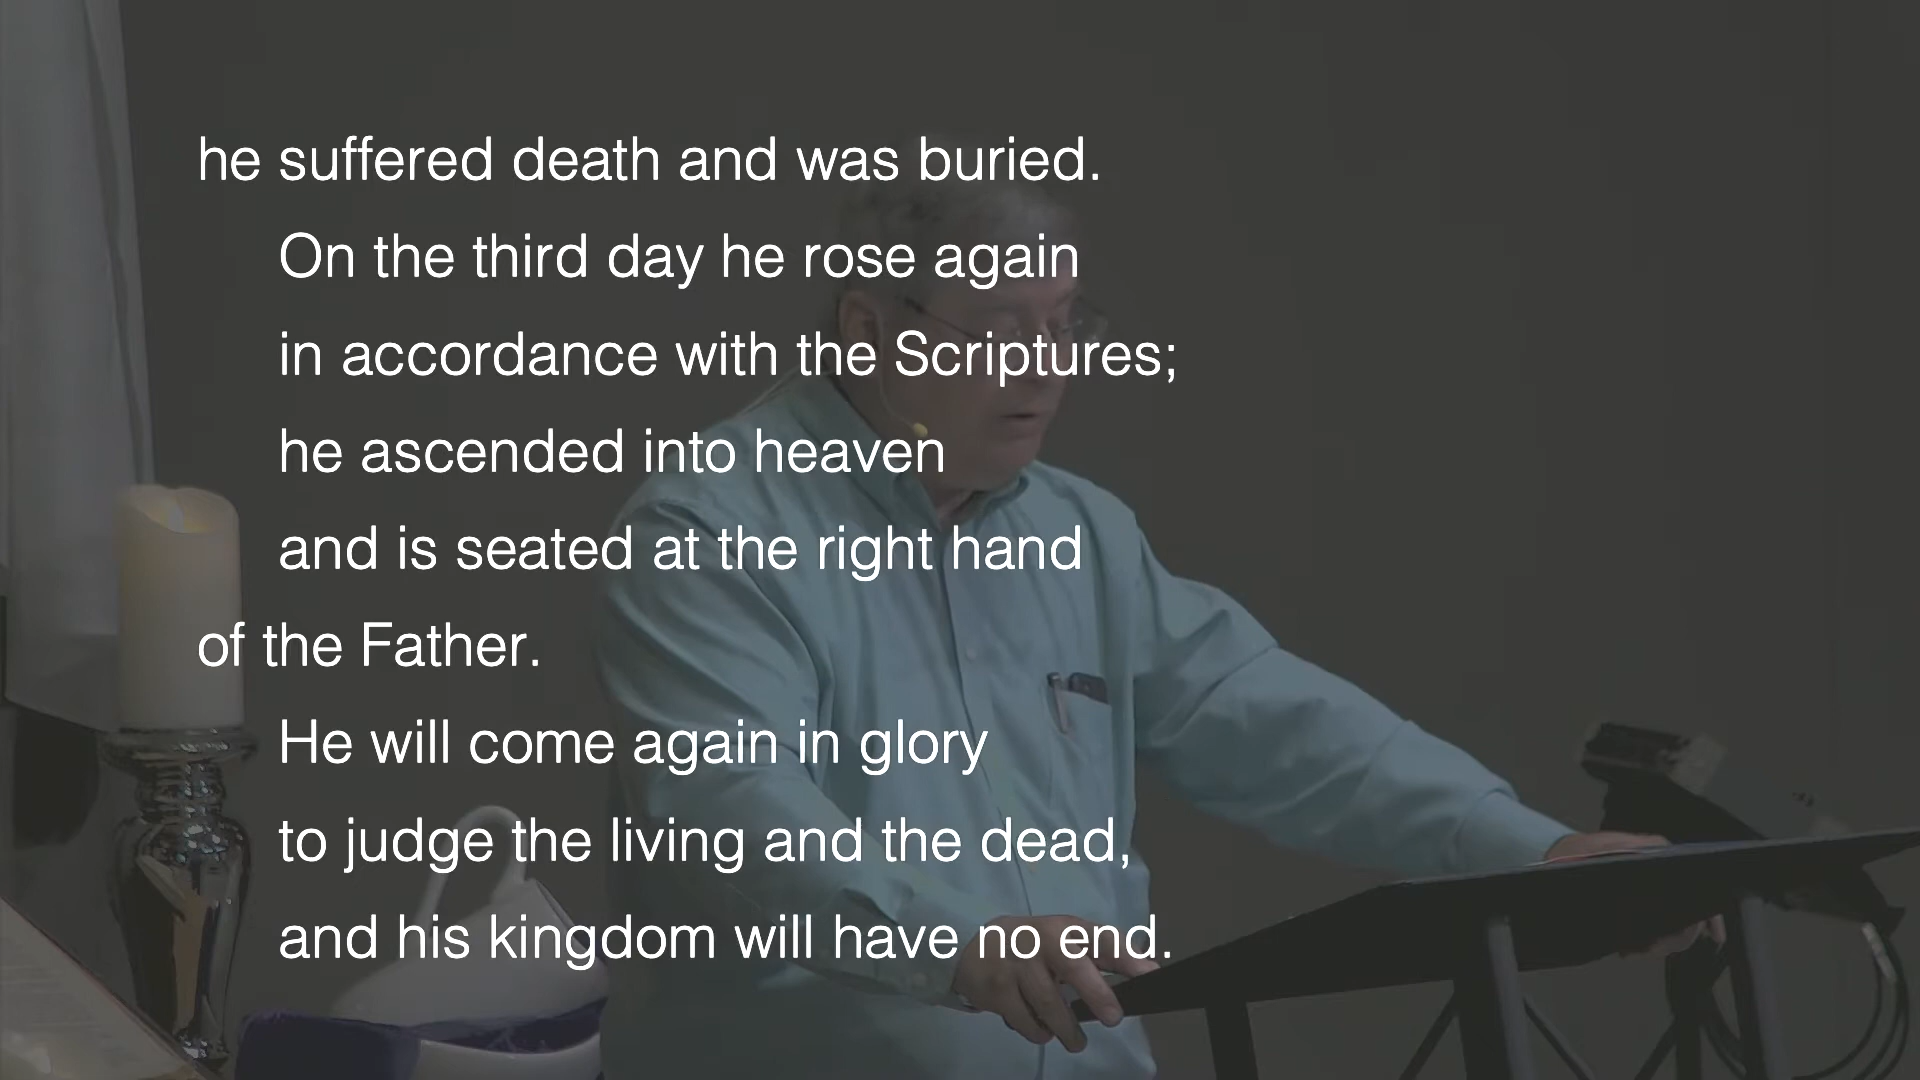 he suffered death and was buried.
On the third day he rose again
in accordance with the Scriptures;
he ascended into heaven
and is seated at the right hand
of the Father.
He will come again in glory
to judge the living and the dead,
and his kingdom will have no end.